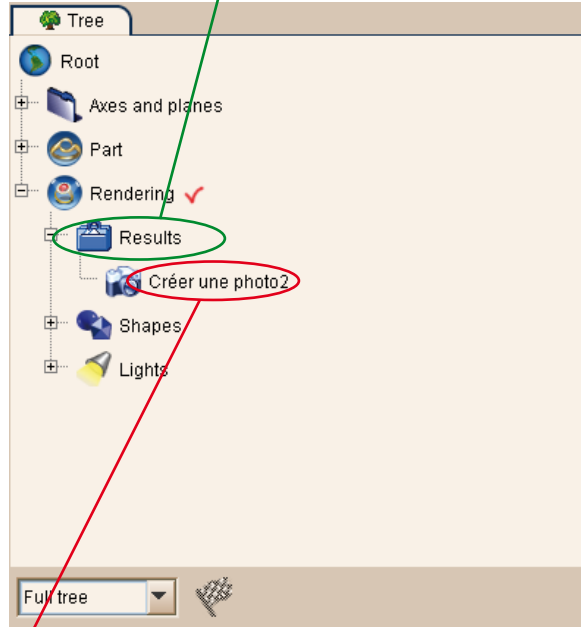 Tree
Root
Axes and planes
Part
Rendering
Results
Créer une photo2
Shapes
Lights
Full tree